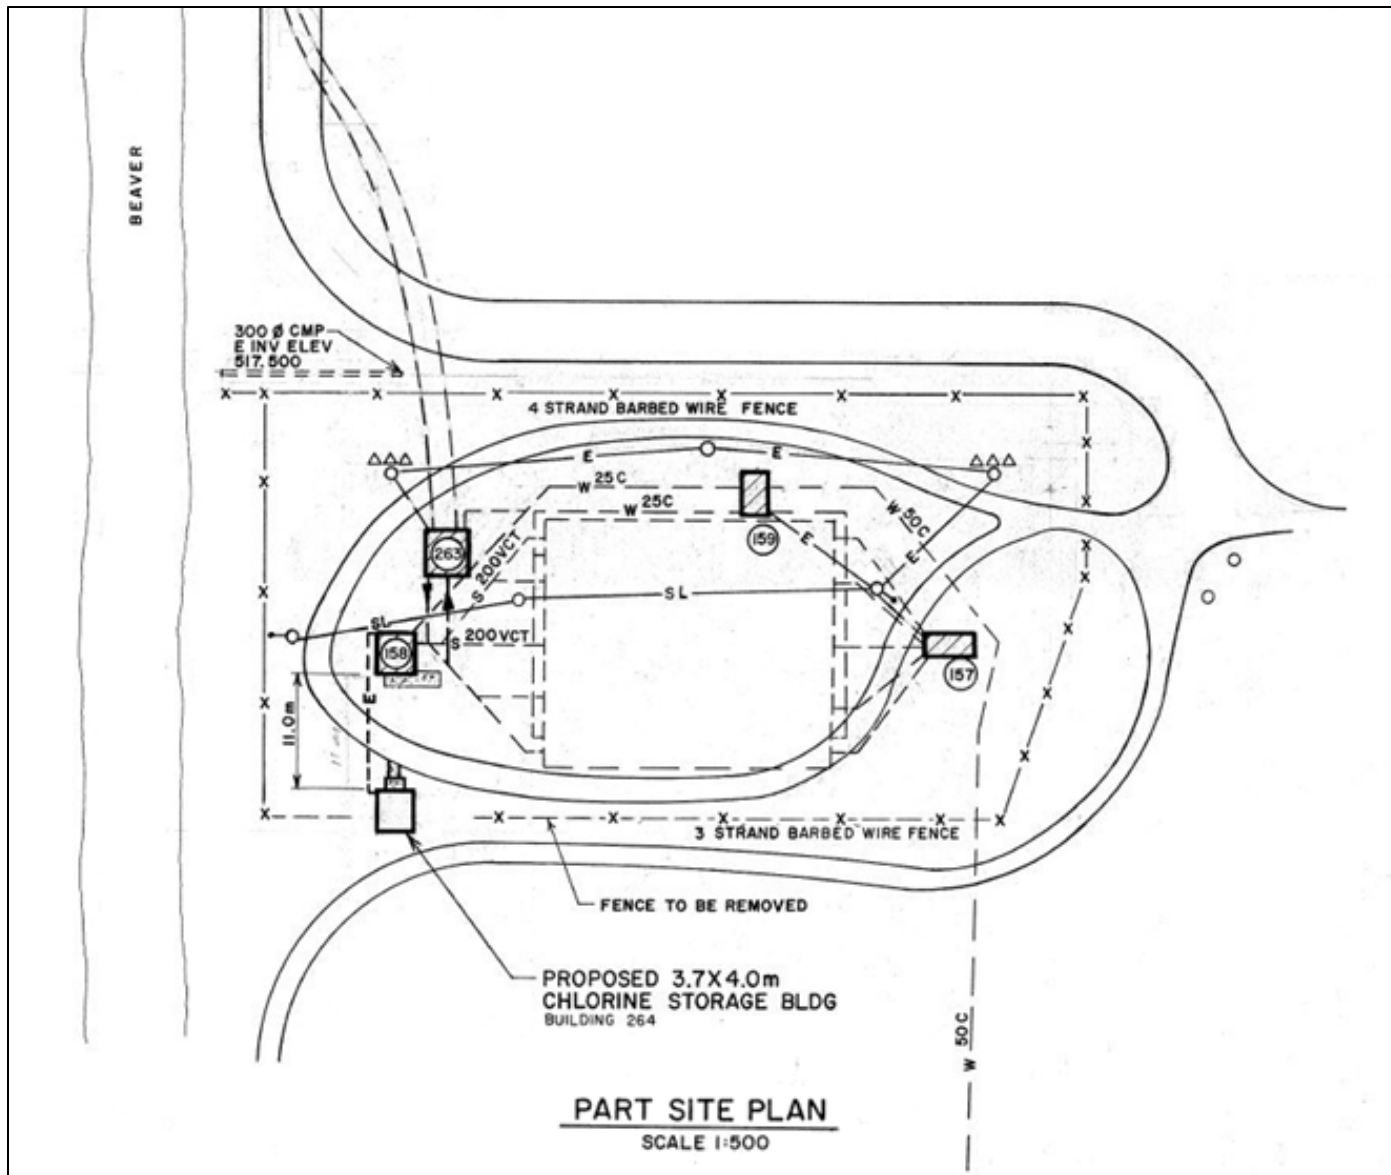 BEAVER
300 Ø CMP
E INV ELEV
517.500
4 STRAND BARBED WIRE FENCE
E
E
W 25C
W 25C
W 50C
263
159
S 200VCT
E
E
SL
SL
S 200VCT
158
157
E
11.0m
3 STRAND BARBED WIRE FENCE
FENCE TO BE REMOVED
PROPOSED 3.7X4.0m
CHLORINE STORAGE BLDG
BUILDING 264
W 50C
PART SITE PLAN
SCALE 1:500